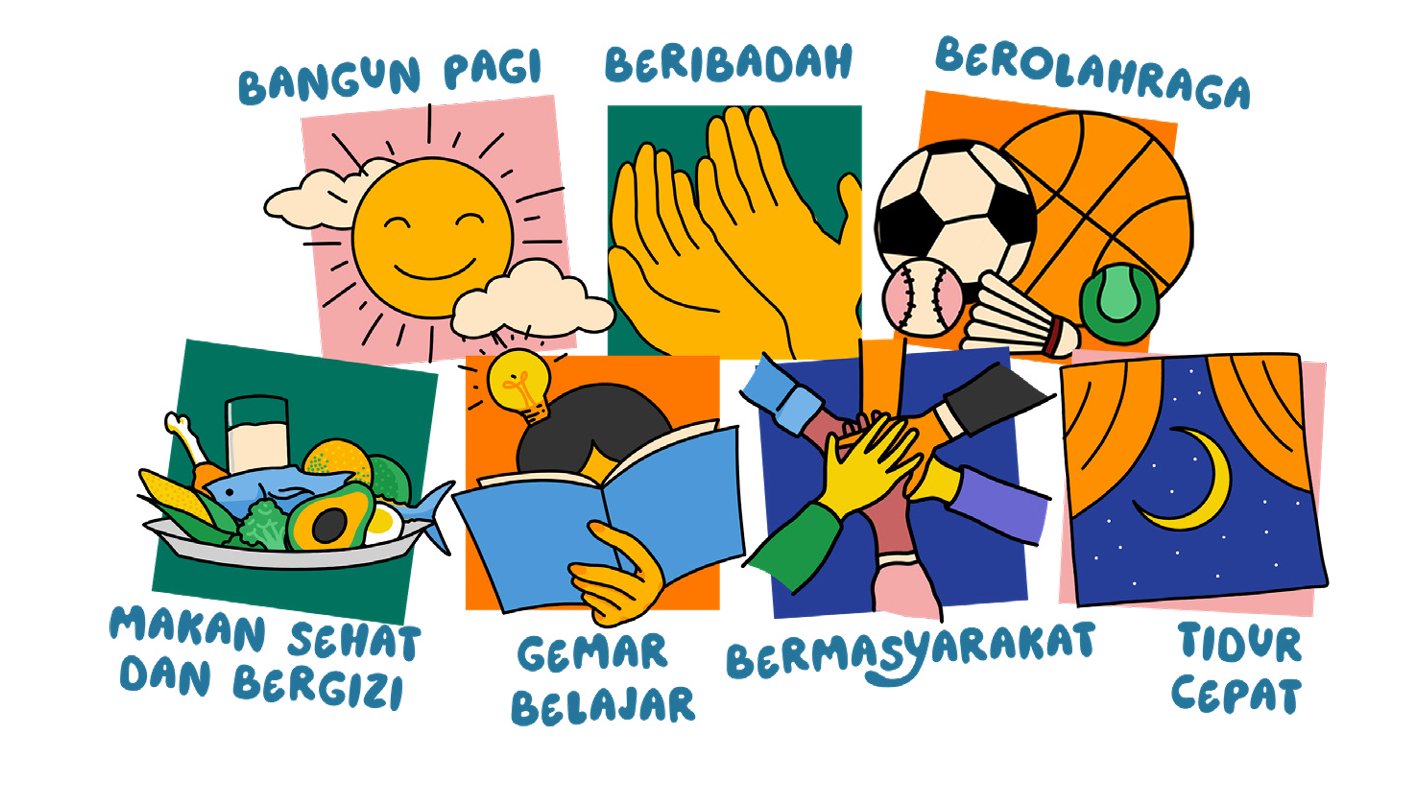 BANGUN PAGI
BERIBADAH
BEROLAHRAGA
MAKAN SEHAT
DAN BERGIZI
GEMAR
BELAJAR
BERMASYARAKAT
TIDUR
CEPAT